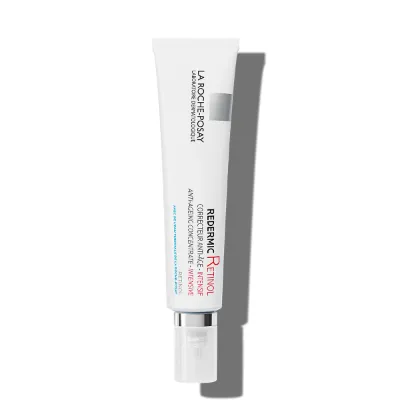 LA ROCHE-POSAY
LABORATOIRE DERMATOLOGIQUE
REDERMIC RETINOL
CORRECTEUR ANTI-ÂGE - INTENSIF
ANTI-AGEING CONCENTRATE - INTENSIVE